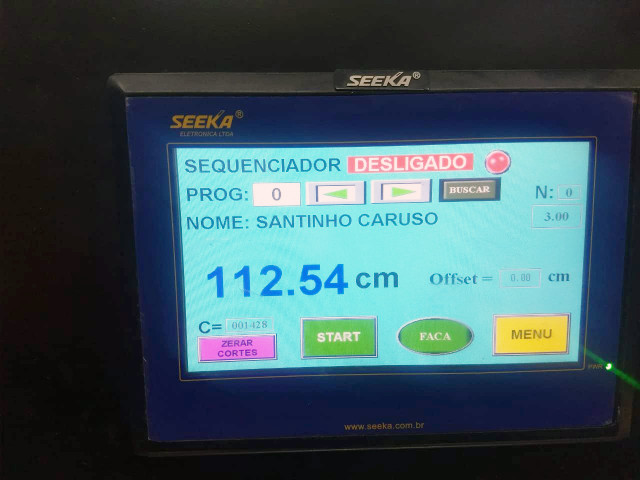 SEEKA®
SEEKA®
ELETRONICA LTDA
SEQUENCIADOR DESLIGADO
PROG: 0 BUSCAR N: 0
NOME: SANTINHO CARUSO 3.00
112.54 cm Offset = 0.00 cm
C= 001428
ZERAR CORTES START FACA MENU
PWR
www.seeka.com.br